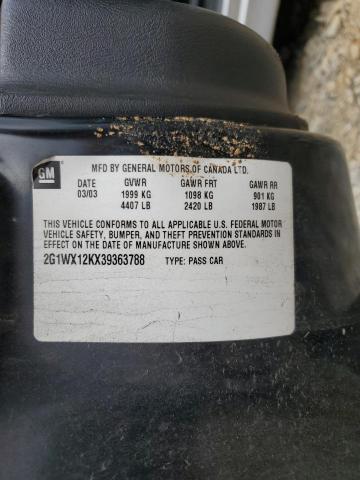 GM
MFD BY GENERAL MOTORS OF CANADA LTD.
DATE GVWR GAWR FRT GAWR RR
03/03 1999 KG 1098 KG 901 KG
4407 LB 2420 LB 1987 LB
THIS VEHICLE CONFORMS TO ALL APPLICABLE U.S. FEDERAL MOTOR
VEHICLE SAFETY, BUMPER, AND THEFT PREVENTION STANDARDS IN
EFFECT ON THE DATE OF MANUFACTURE SHOWN ABOVE.
2G1WX12KX39363788 TYPE: PASS CAR